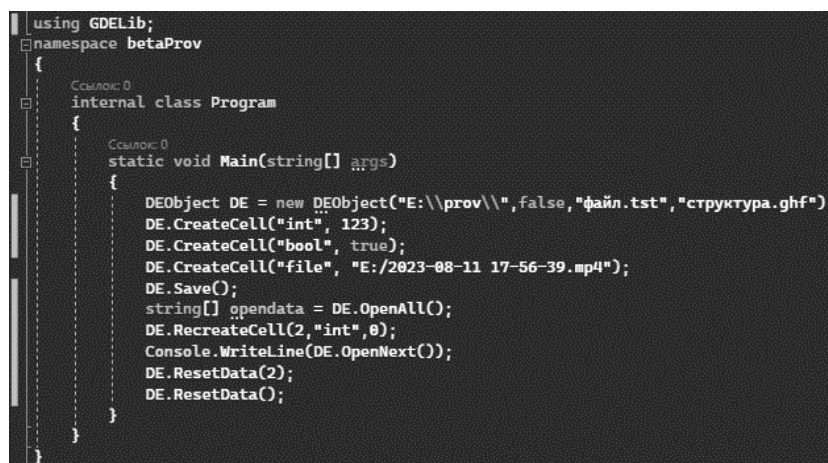 using GDELib;
namespace betaProv
{
Ссылок: 0
internal class Program
{
Ссылок: 0
static void Main(string[] args)
{
DEObject DE = new DEObject("E:\\prov\\",false,"файл.tst","структура.ghf")
DE.CreateCell("int", 123);
DE.CreateCell("bool", true);
DE.CreateCell("file", "E:/2023-08-11 17-56-39.mp4");
DE.Save();
string[] opendata = DE.OpenAll();
DE.RecreateCell(2,"int",0);
Console.WriteLine(DE.OpenNext());
DE.ResetData(2);
DE.ResetData();
}
}
}